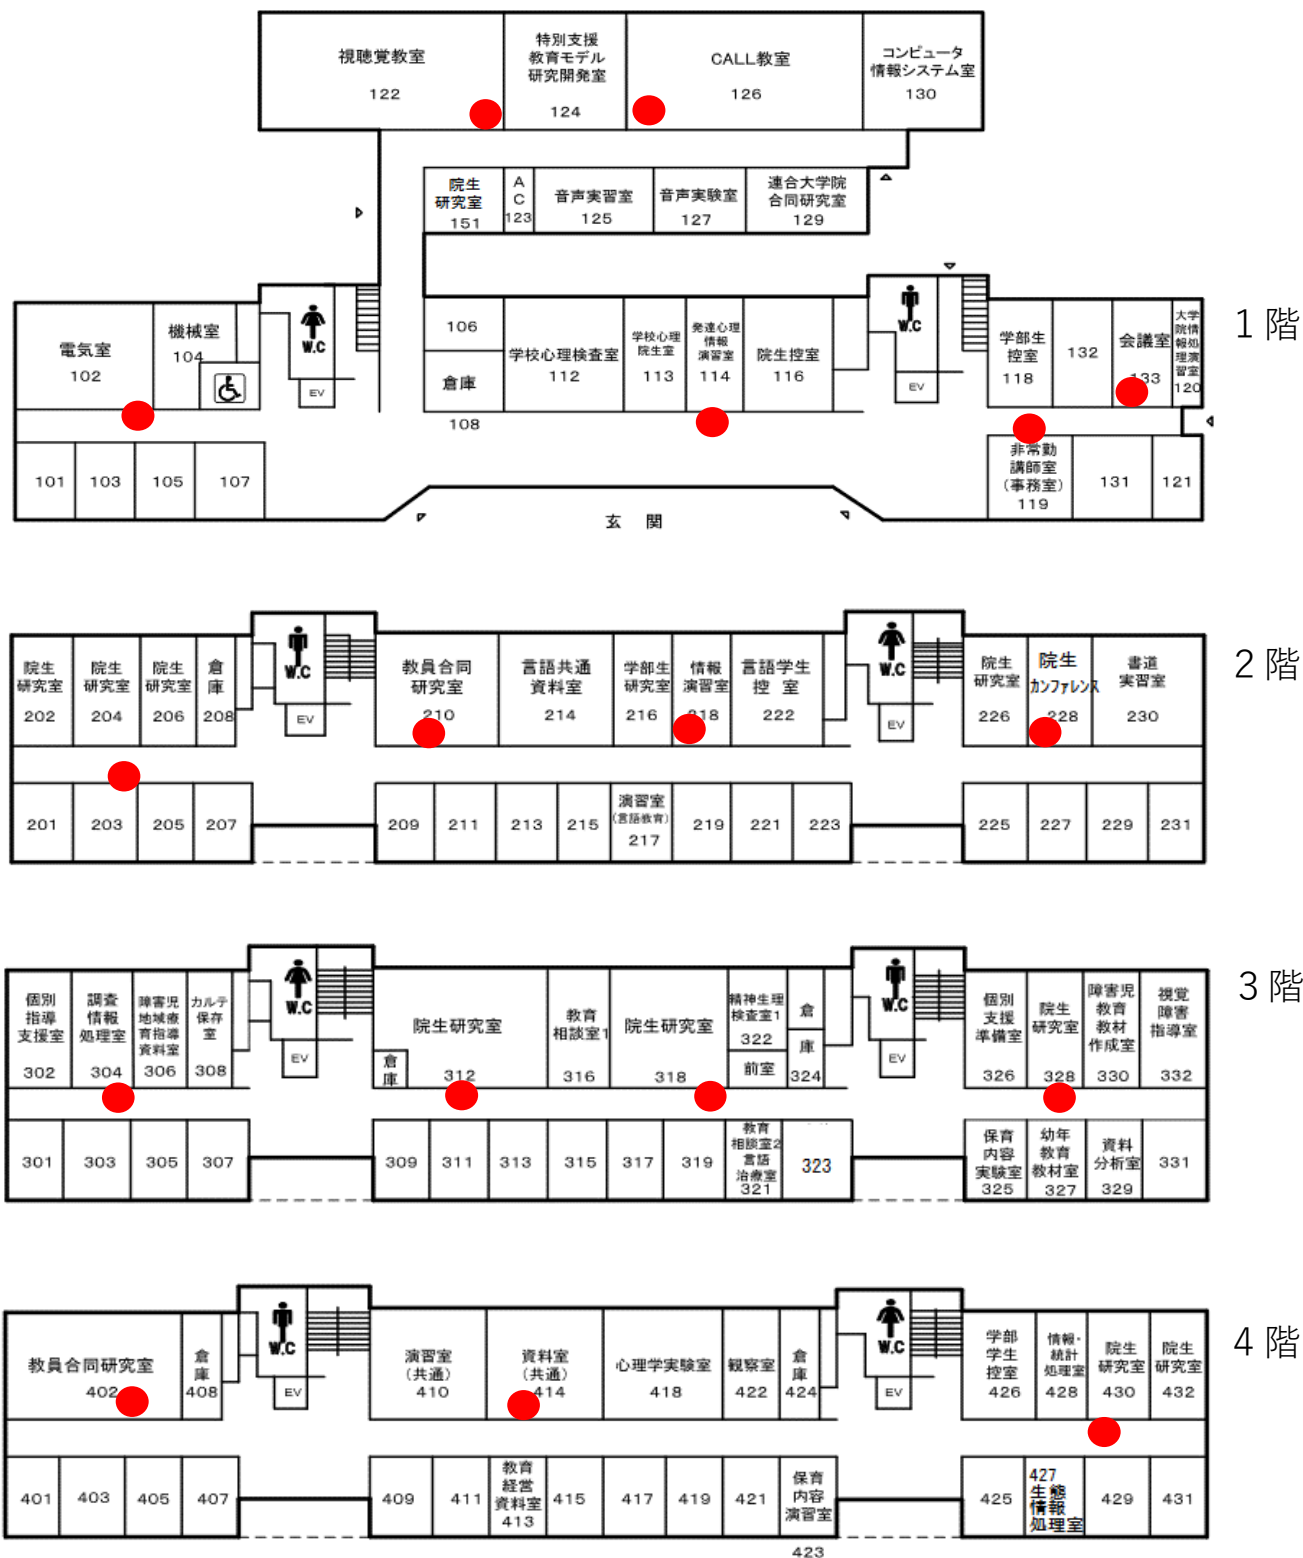 視聴覚教室
122
特別支援
教育モデル
研究開発室
124
CALL教室
126
コンピュータ
情報システム室
130
院生
研究室
151
A
C
123
音声実習室
125
音声実験室
127
連合大学院
合同研究室
129
1階
電気室
102
機械室
104
W.C
EV
106
倉庫
108
学校心理検査室
112
学校心理
院生室
113
発達心理
情報
演習室
114
院生控室
116
W.C
EV
学部生
控室
118
132
会議室
133
大学
院情
報処
理演
習室
120
101
103
105
107
非常勤
講師室
(事務室)
119
131
121
玄 関
2階
院生
研究室
202
院生
研究室
204
院生
研究室
206
倉
庫
208
W.C
EV
教員合同
研究室
210
言語共通
資料室
214
学部生
研究室
216
情報
演習室
218
言語学生
控 室
222
W.C
EV
院生
研究室
226
院生
カンファレンス
228
書道
実習室
230
201
203
205
207
209
211
213
215
演習室
(言語教育)
217
219
221
223
225
227
229
231
3階
個別
指導
支援室
302
調査
情報
処理室
304
障害児
地域療
育指導
資料室
306
カルテ
保存
室
308
W.C
EV
倉
庫
院生研究室
312
教育
相談室1
316
院生研究室
318
精神生理
検査室1
322
前室
倉
庫
324
W.C
EV
個別
支援
準備室
326
院生
研究室
328
障害児
教育
教材
作成室
330
視覚
障害
指導室
332
301
303
305
307
309
311
313
315
317
319
教育
相談室2
言語
治療室
321
323
保育
内容
実験室
325
幼年
教育
教材室
327
資料
分析室
329
331
4階
教員合同研究室
402
倉
庫
408
W.C
EV
演習室
(共通)
410
資料室
(共通)
414
心理学実験室
418
観察室
422
倉
庫
424
W.C
EV
学部
学生
控室
426
情報・
統計
処理室
428
院生
研究室
430
院生
研究室
432
401
403
405
407
409
411
教育
経営
資料室
413
415
417
419
421
保育
内容
演習室
423
425
427
生態
情報
処理室
429
431